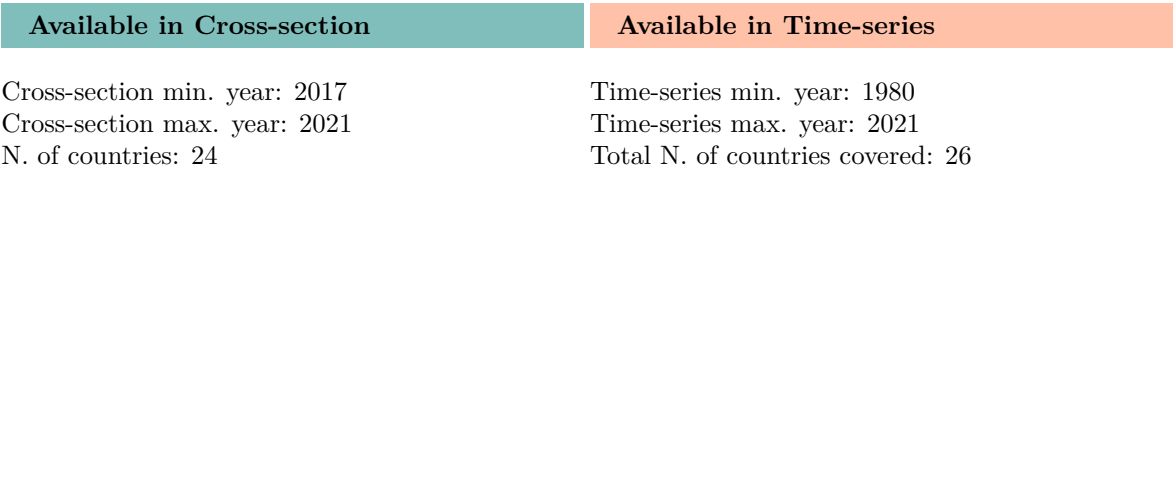 Available in Cross-section
Cross-section min. year: 2017
Cross-section max. year: 2021
N. of countries: 24
Available in Time-series
Time-series min. year: 1980
Time-series max. year: 2021
Total N. of countries covered: 26